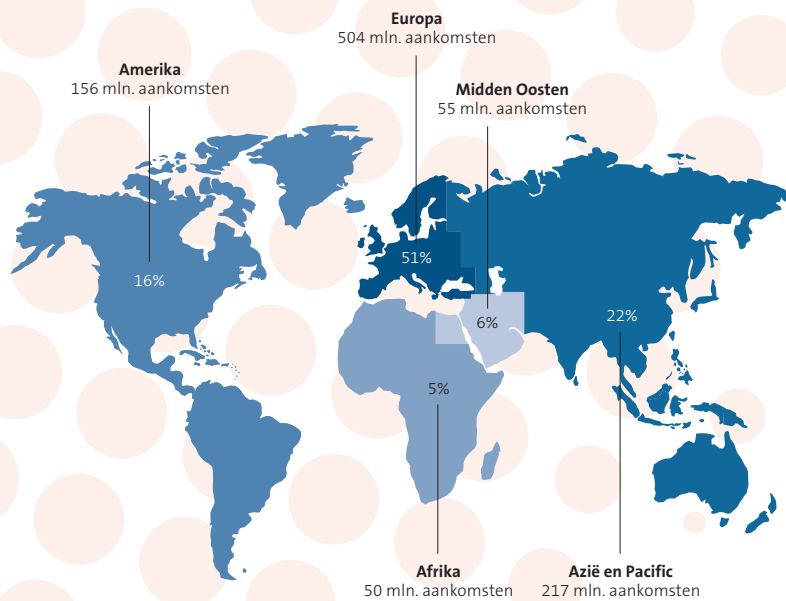 Europa
504 mln. aankomsten
Amerika
156 mln. aankomsten
Midden Oosten
55 mln. aankomsten
51%
16%
6%
22%
5%
Afrika
50 mln. aankomsten
Azië en Pacific
217 mln. aankomsten